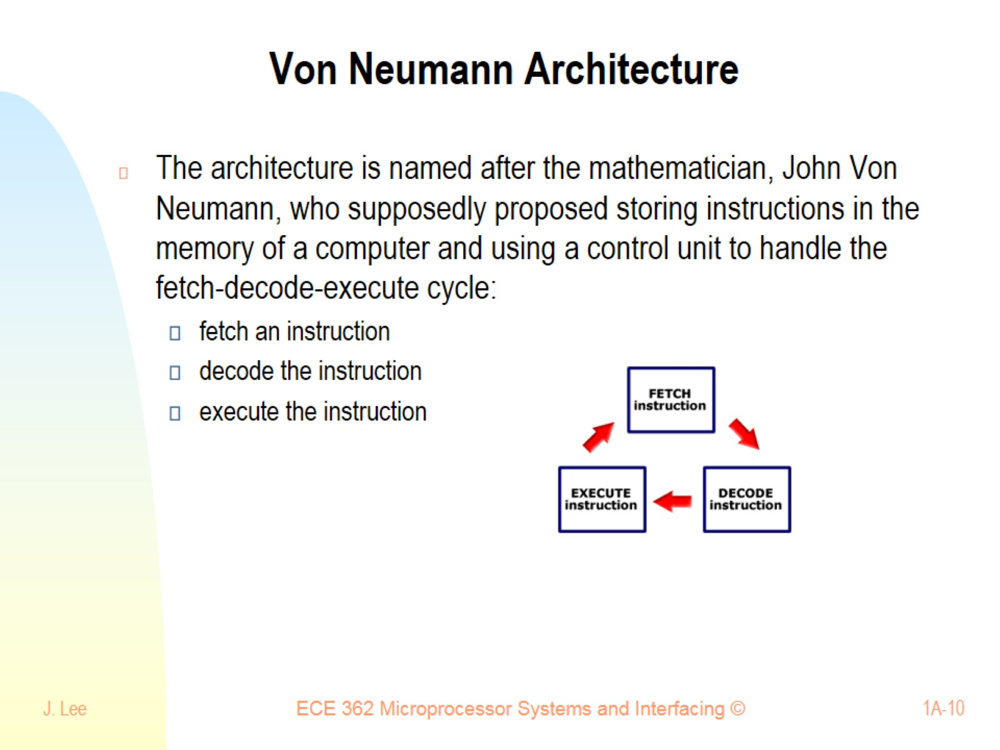 Von Neumann Architecture
The architecture is named after the mathematician, John Von
Neumann, who supposedly proposed storing instructions in the
memory of a computer and using a control unit to handle the
fetch-decode-execute cycle:
fetch an instruction
decode the instruction
execute the instruction
FETCH
instruction
EXECUTE
instruction
DECODE
instruction
J. Lee
ECE 362 Microprocessor Systems and Interfacing ©
1A-10